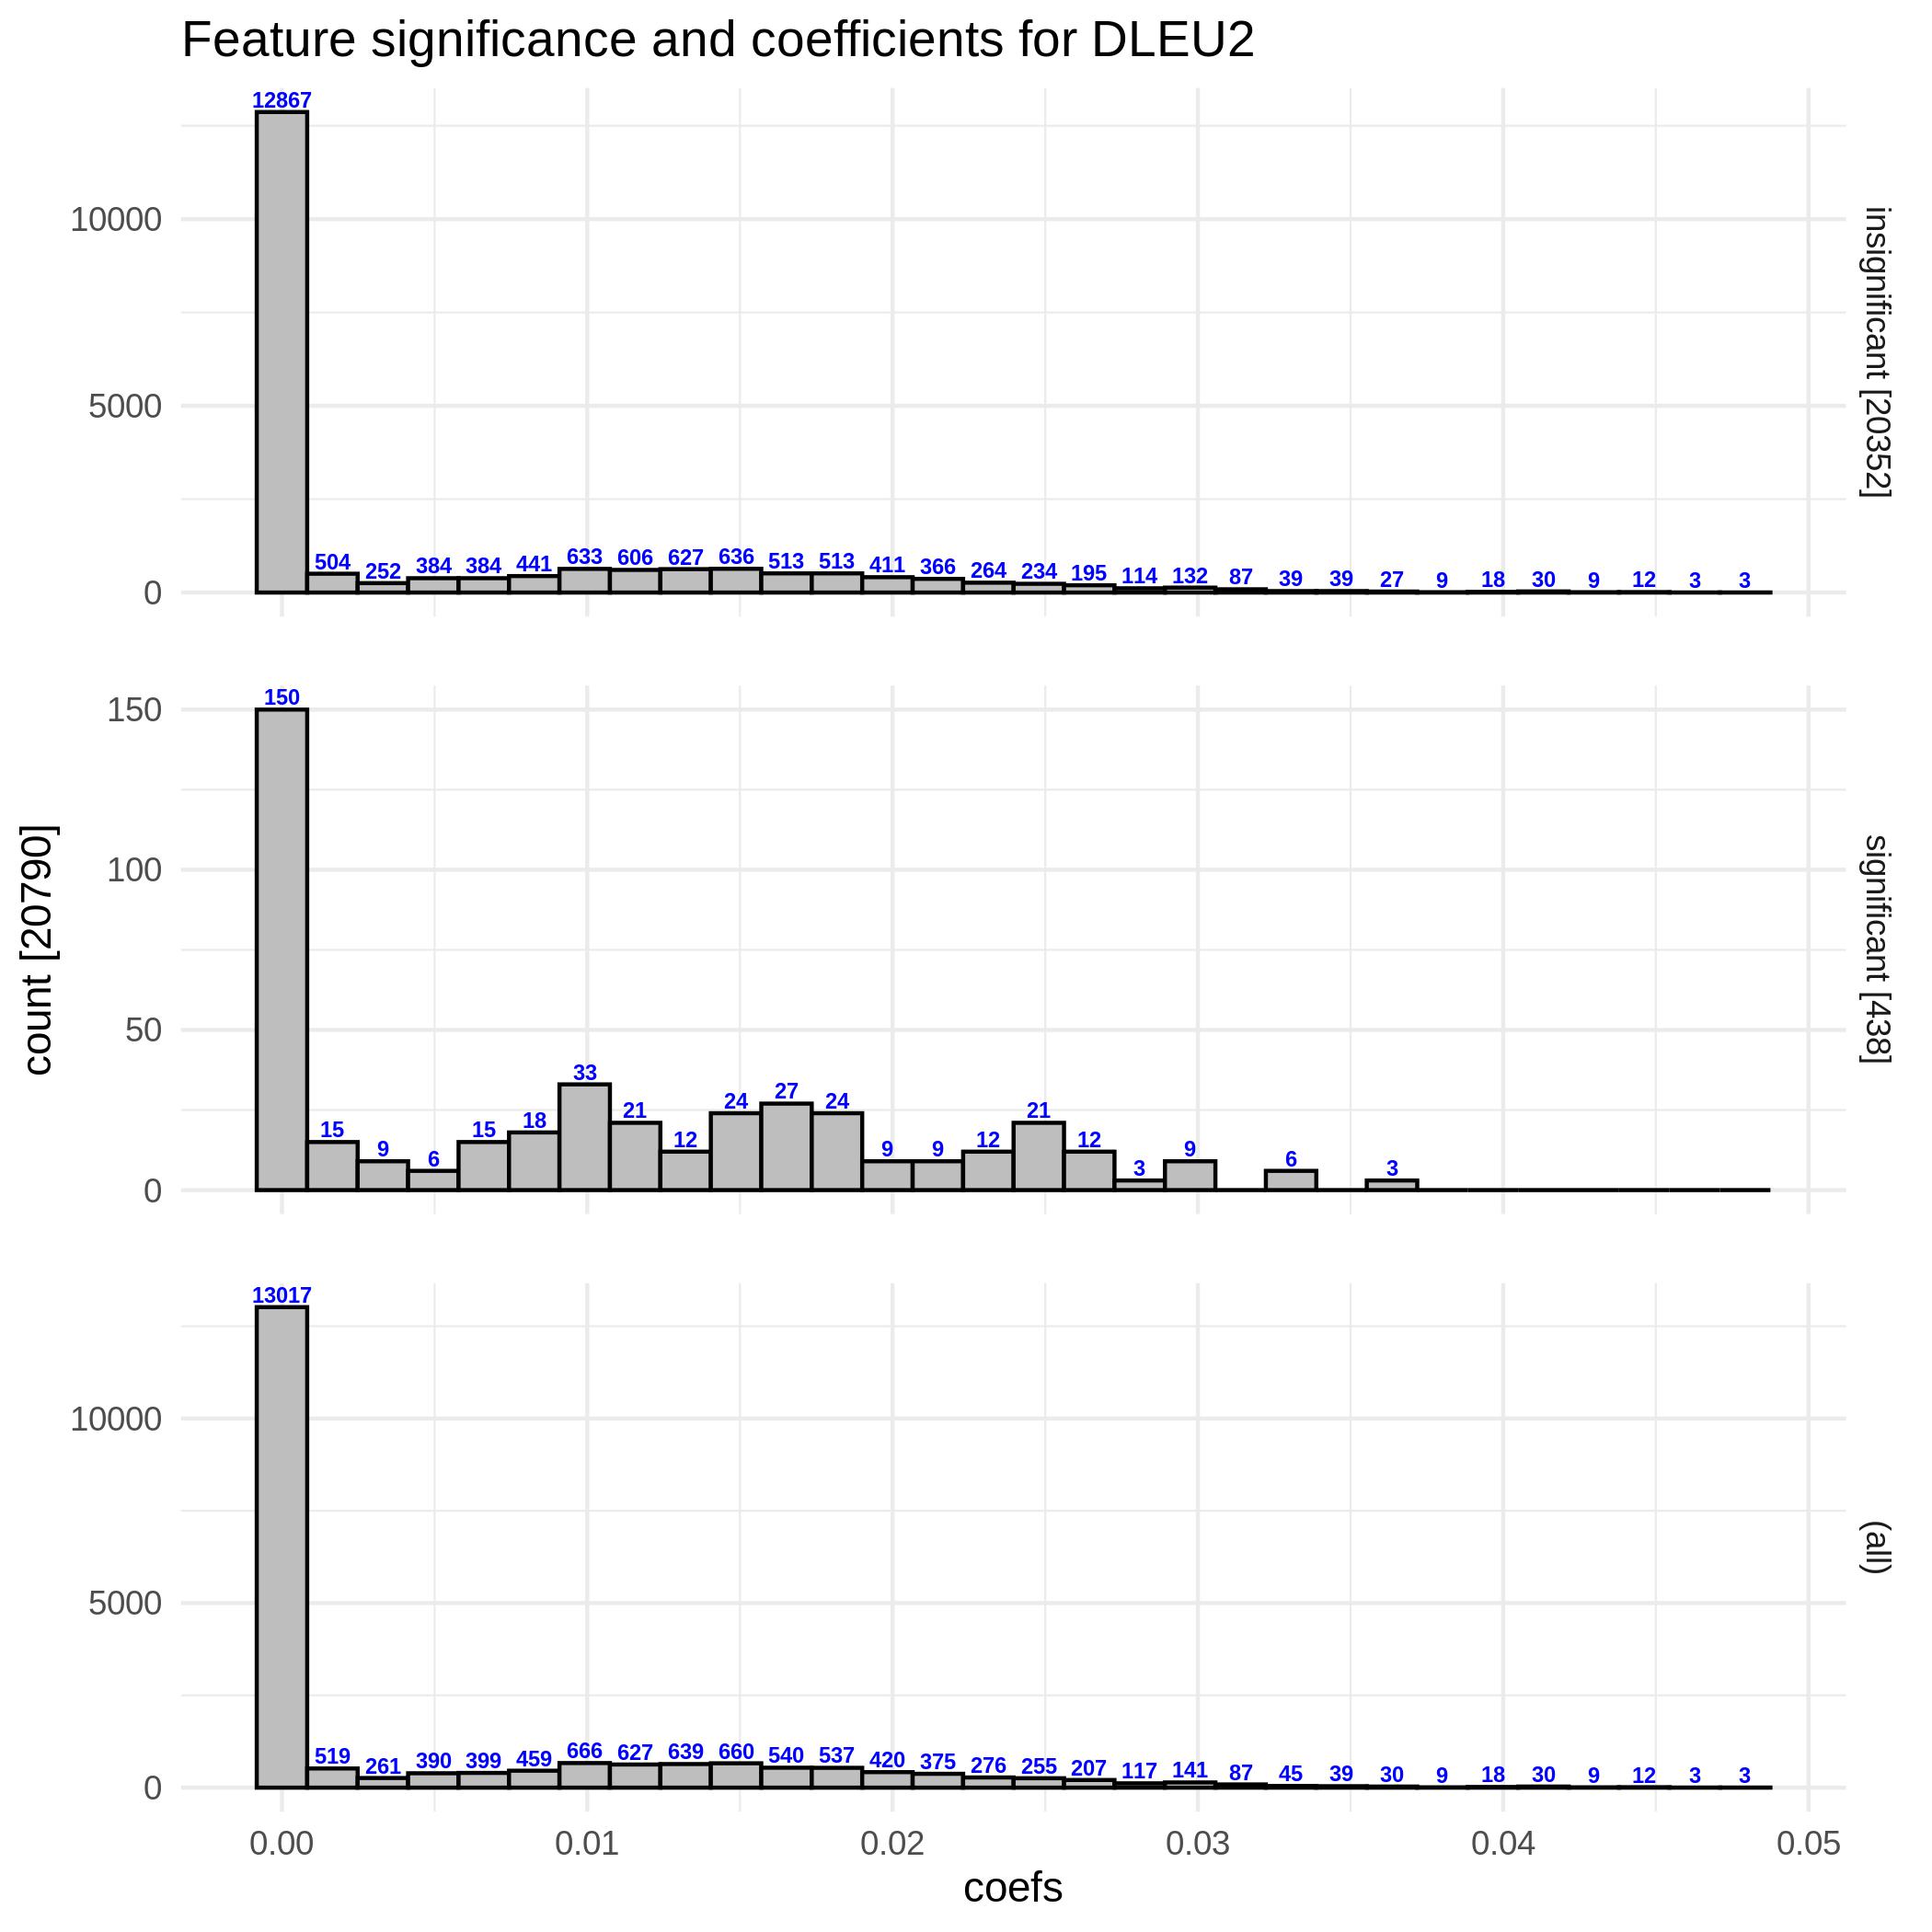 Feature significance and coefficients for DLEU2
12867
10000
5000
0
504 252 384 384 441 633 606 627 636 513 513 411 366 264 234 195 114 132 87 39 39 27 9 18 30 9 12 3 3
insignificant [20352]
count [20790]
150
150
100
50
0
15 9 6 15 18 33 21 12 24 27 24 9 9 12 21 12 3 9 6 3
significant [438]
13017
10000
5000
0
519 261 390 399 459 666 627 639 660 540 537 420 375 276 255 207 117 141 87 45 39 30 9 18 30 9 12 3 3
(all)
0.00 0.01 0.02 0.03 0.04 0.05
coefs